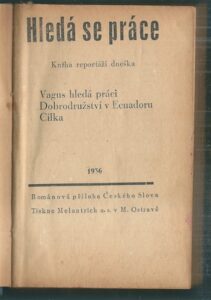 Hledá se práce
Kniha reportáží dneška
Vagus hledá práci
Dobrodružství v Ecuadoru
Cilka
1936
Románová příloha Českého Slova
Tiskne Melantrich a. s. v M. Ostravě